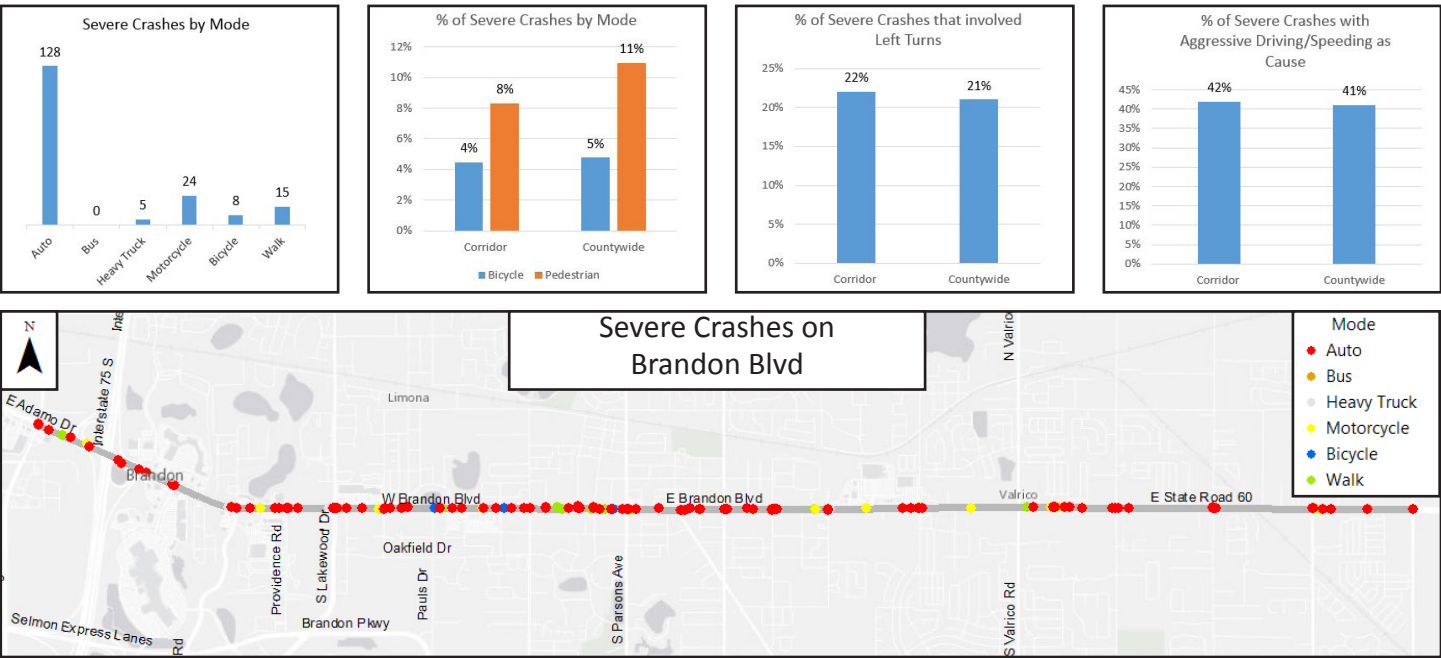 Severe Crashes by Mode
128
0
5
24
8
15
Auto
Bus
Heavy Truck
Motorcycle
Bicycle
Walk
% of Severe Crashes by Mode
12%
10%
8%
6%
4%
2%
0%
4%
8%
5%
11%
Corridor
Countywide
Bicycle
Pedestrian
% of Severe Crashes that involved
Left Turns
25%
20%
15%
10%
5%
0%
22%
21%
Corridor
Countywide
% of Severe Crashes with
Aggressive Driving/Speeding as
Cause
45%
40%
35%
30%
25%
20%
15%
10%
5%
0%
42%
41%
Corridor
Countywide
N
Severe Crashes on
Brandon Blvd
Mode
Auto
Bus
Heavy Truck
Motorcycle
Bicycle
Walk
E Adamo Dr
Inte
Interstate 75 S
Brandon
Limona
W Brandon Blvd
E Brandon Blvd
N Valrico
Valrico
E State Road 60
Providence Rd
S Lakewood Dr
Oakfield Dr
Pauls Dr
S Parsons Ave
S Valrico Rd
Brandon Pkwy
Selmon Express Lanes
Rd